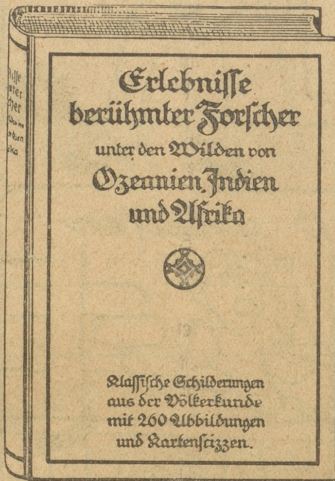 Erlebnisse
berühmter Forscher
unter den Wilden von
Ozeanien, Indien
und Afrika
Klassische Schilderungen
aus der Völkerkunde
mit 260 Abbildungen
und Kartenscizzen.